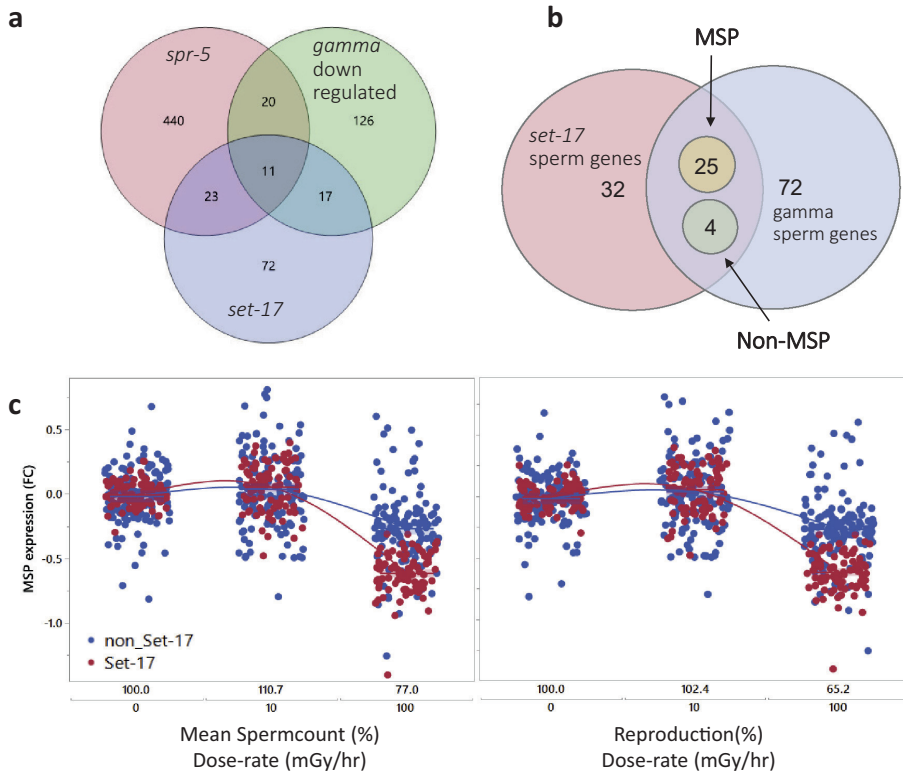 a
spr-5
gamma
down
regulated
440
20
126
11
23
17
72
set-17
b
MSP
set-17
sperm genes
32
25
4
72
gamma
sperm genes
Non-MSP
c
MSP expression (FC)
0.5
0.0
-0.5
-1.0
non_Set-17
Set-17
100.0 110.7 77.0
0 10 100
Mean Spermcount (%)
Dose-rate (mGy/hr)
100.0 102.4 65.2
0 10 100
Reproduction(%)
Dose-rate (mGy/hr)